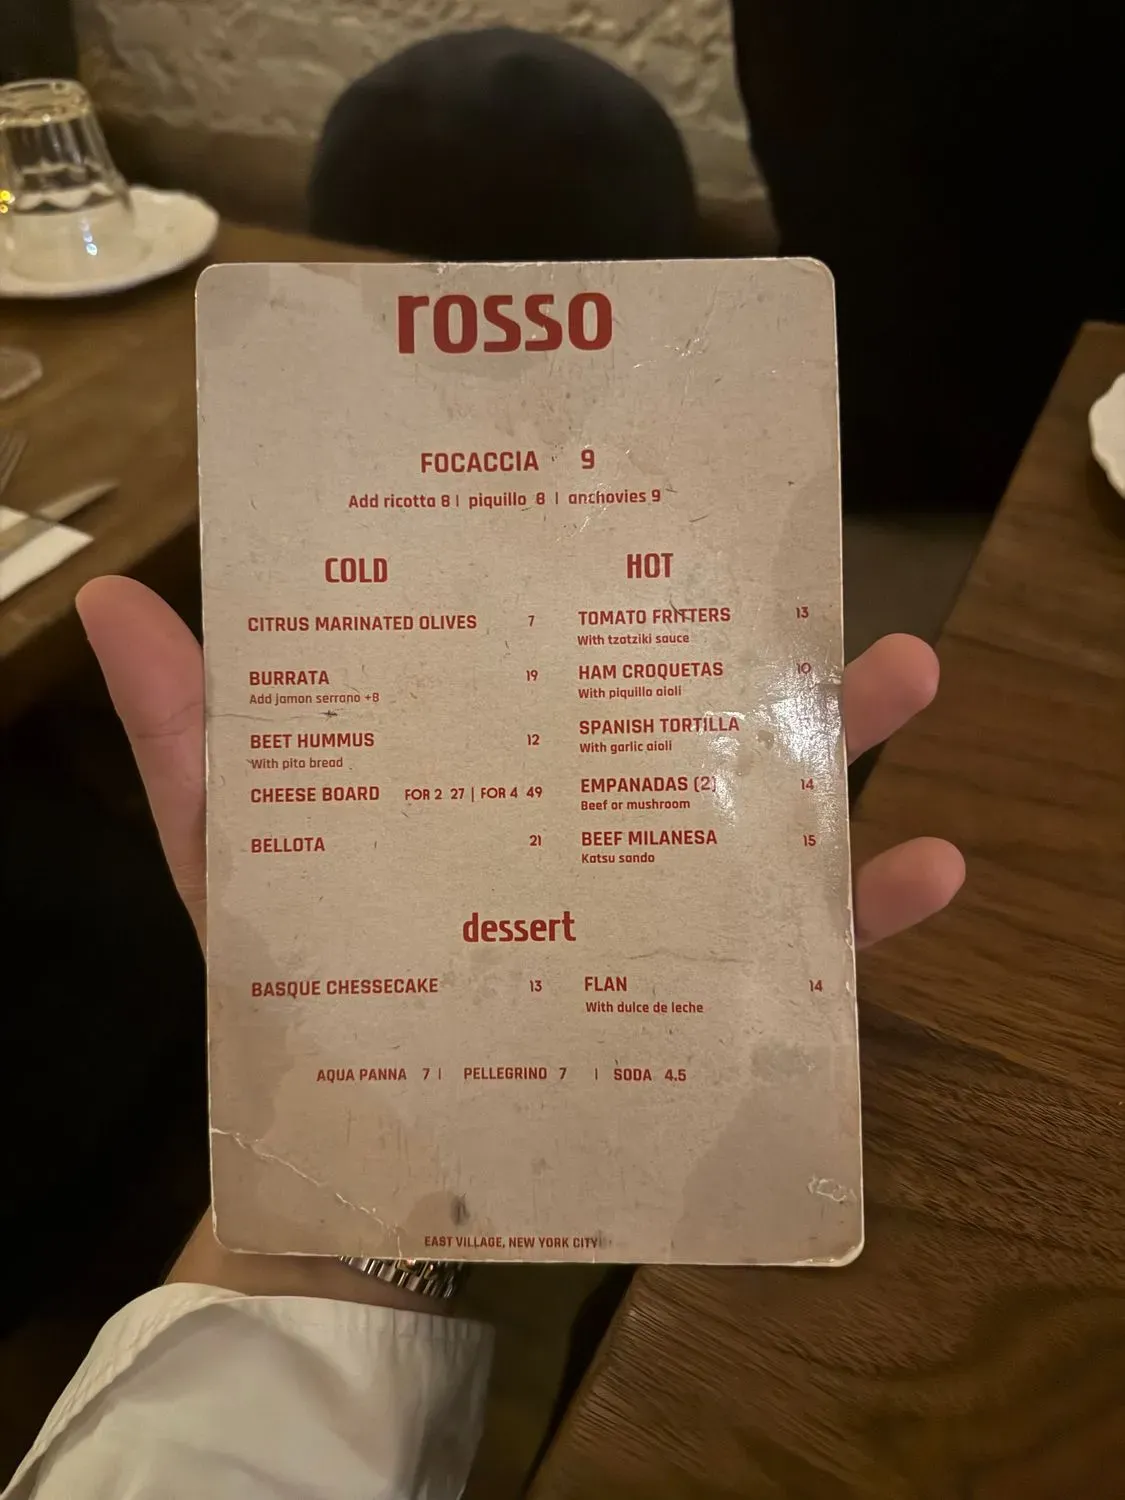 rosso
FOCACCIA 9
Add ricotta 8 | piquillo 8 | anchovies 9
COLD
CITRUS MARINATED OLIVES 7
BURRATA 19
Add jamon serrano +8
BEET HUMMUS 12
With pita bread
CHEESE BOARD FOR 2 27 | FOR 4 49
BELLOTA 21
HOT
TOMATO FRITTERS 13
With tzatziki sauce
HAM CROQUETAS 10
With piquillo aioli
SPANISH TORTILLA
With garlic aioli
EMPANADAS (2) 14
Beef or mushroom
BEEF MILANESA 15
Katsu sando
dessert
BASQUE CHESSECAKE 13
FLAN 14
With dulce de leche
AQUA PANNA 7 | PELLEGRINO 7 | SODA 4.5
EAST VILLAGE, NEW YORK CITY